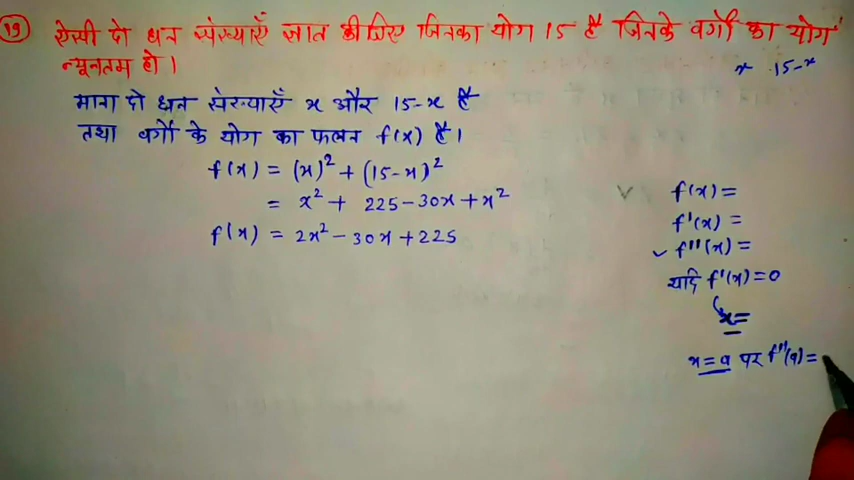 19 ऐसी दो धन संख्याएँ ज्ञात कीजिए जिनका योग 15 है जिनके वर्गों का योग
न्यूनतम हो।
x 15-x
माना दो धन संख्याएँ x और 15-x है
तथा वर्गों के योग का फलन f(x) है।
f(x) = (x)² + (15-x)²
= x² + 225 - 30x + x²
f(x) = 2x² - 30x + 225
✓ f(x) =
f'(x) =
✓ f''(x) =
यदि f'(x) = 0
x =
x = a पर f''(a) =